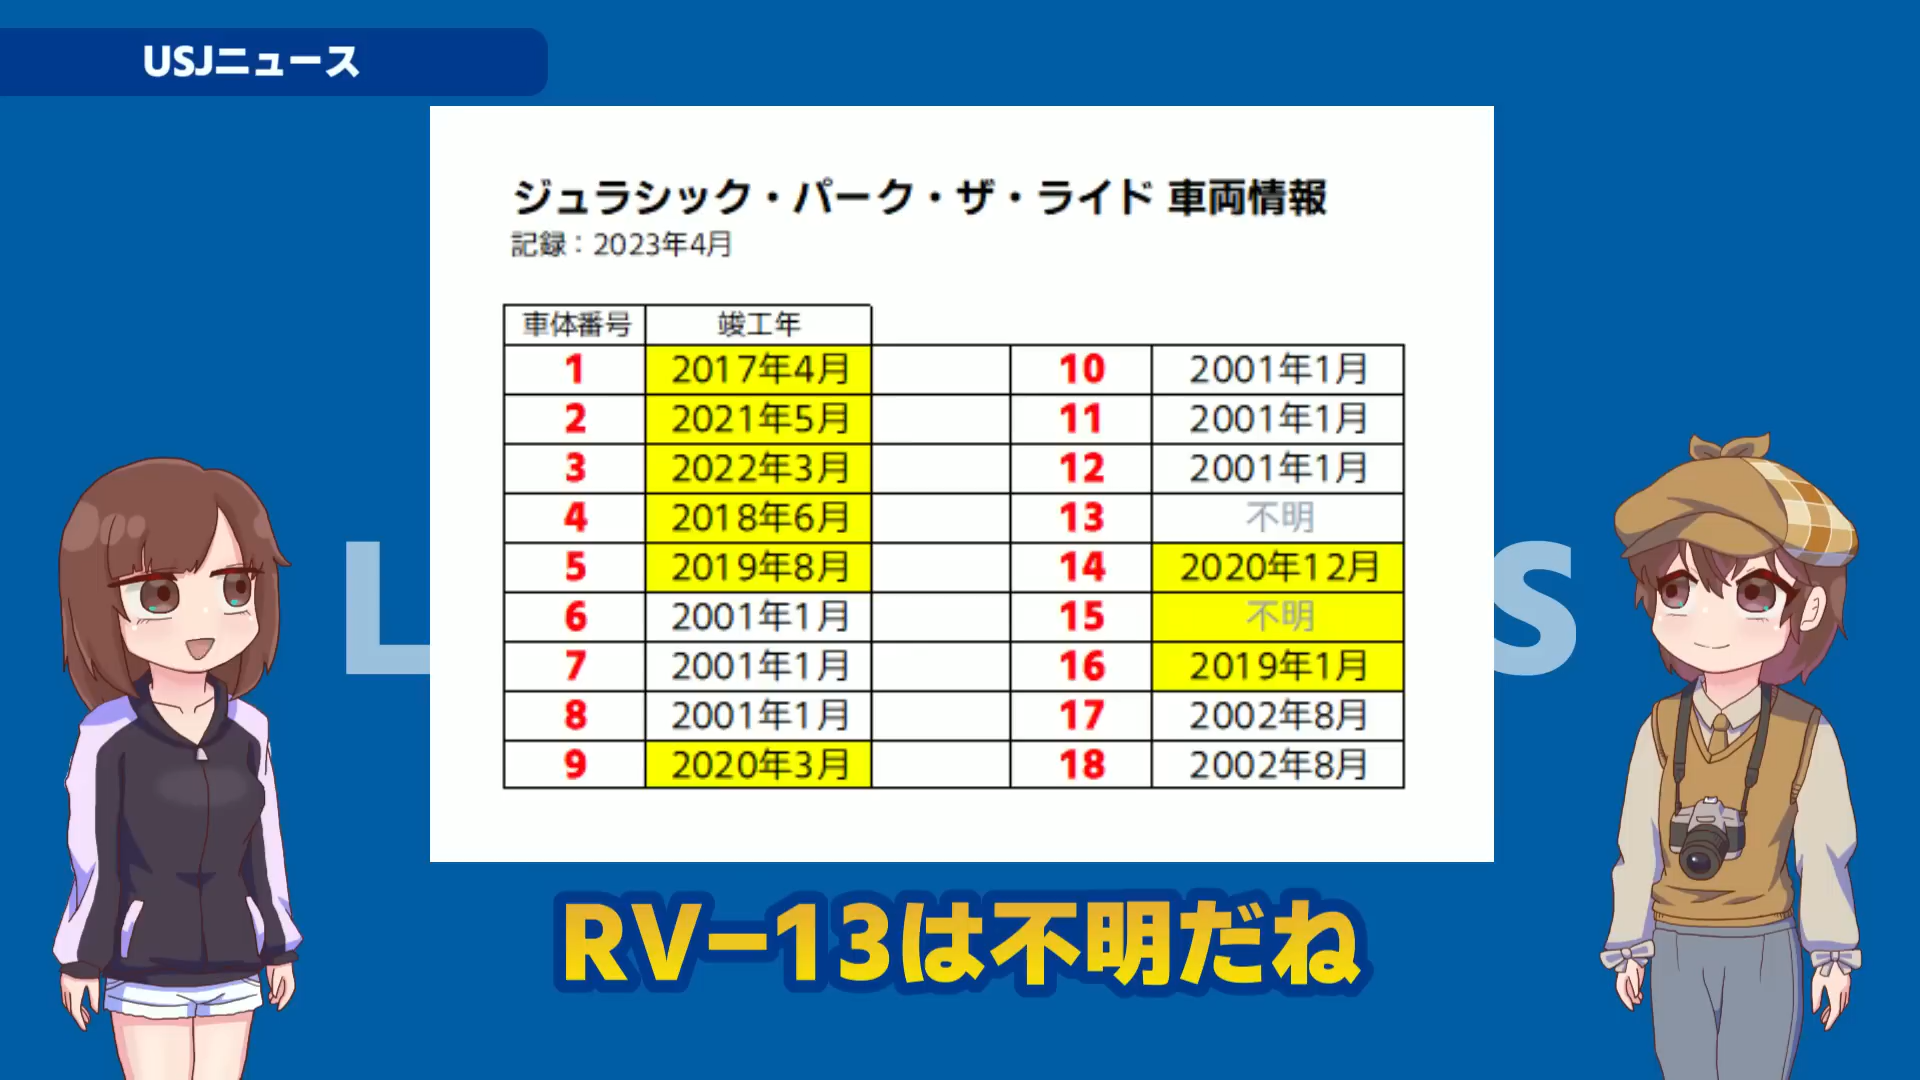 USJニュース
ジュラシック・パーク・ザ・ライド 車両情報
記録：2023年4月
車体番号 竣工年
1 2017年4月 10 2001年1月
2 2021年5月 11 2001年1月
3 2022年3月 12 2001年1月
4 2018年6月 13 不明
5 2019年8月 14 2020年12月
6 2001年1月 15 不明
7 2001年1月 16 2019年1月
8 2001年1月 17 2002年8月
9 2020年3月 18 2002年8月
L S
RV−13は不明だね